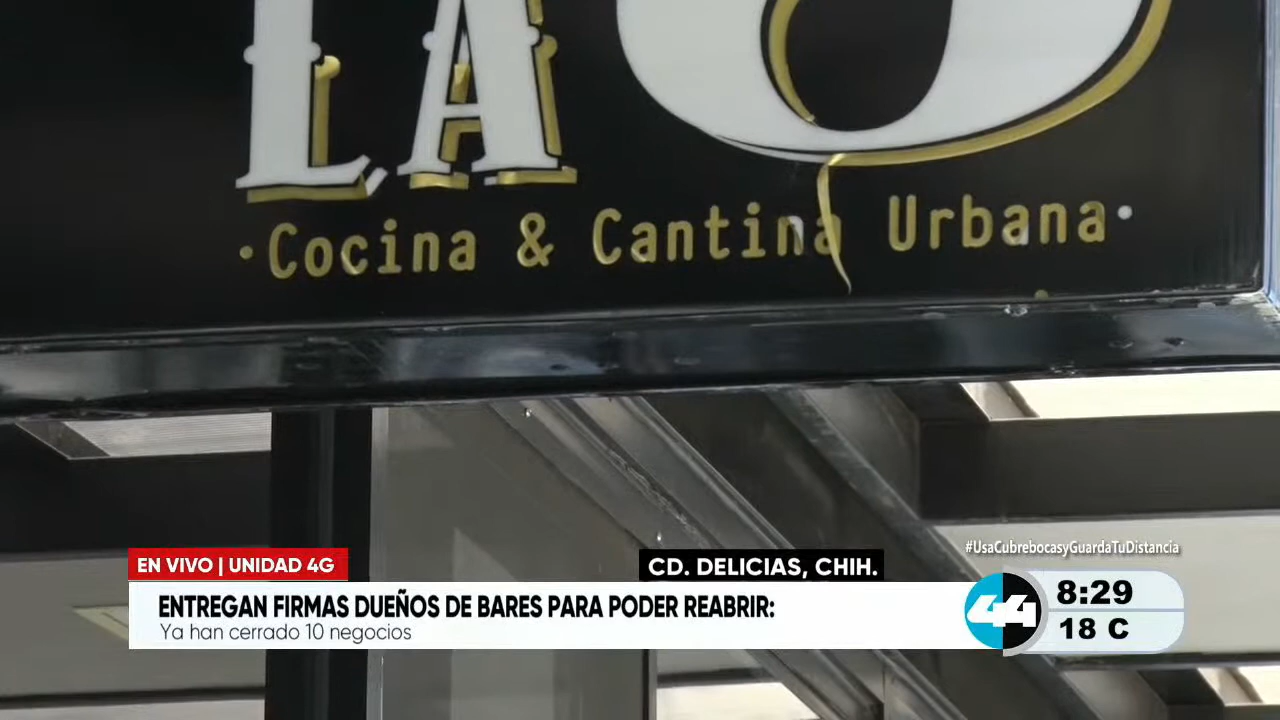 LA
·Cocina & Cantina Urbana·
#UsaCubrebocasyGuardaTuDistancia
EN VIVO | UNIDAD 4G
CD. DELICIAS, CHIH.
ENTREGAN FIRMAS DUEÑOS DE BARES PARA PODER REABRIR:
Ya han cerrado 10 negocios
44
8:29
18 C